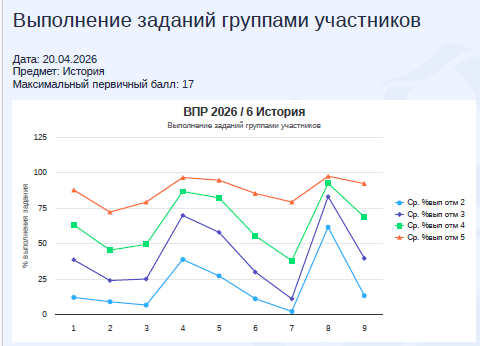 Выполнение заданий группами участников
Дата: 20.04.2026
Предмет: История
Максимальный первичный балл: 17
ВПР 2026 / 6 История
Выполнение заданий группами участников
% выполнения задания
125
100
75
50
25
0
1 2 3 4 5 6 7 8 9
Ср. %вып отм 2
Ср. %вып отм 3
Ср. %вып отм 4
Ср. %вып отм 5